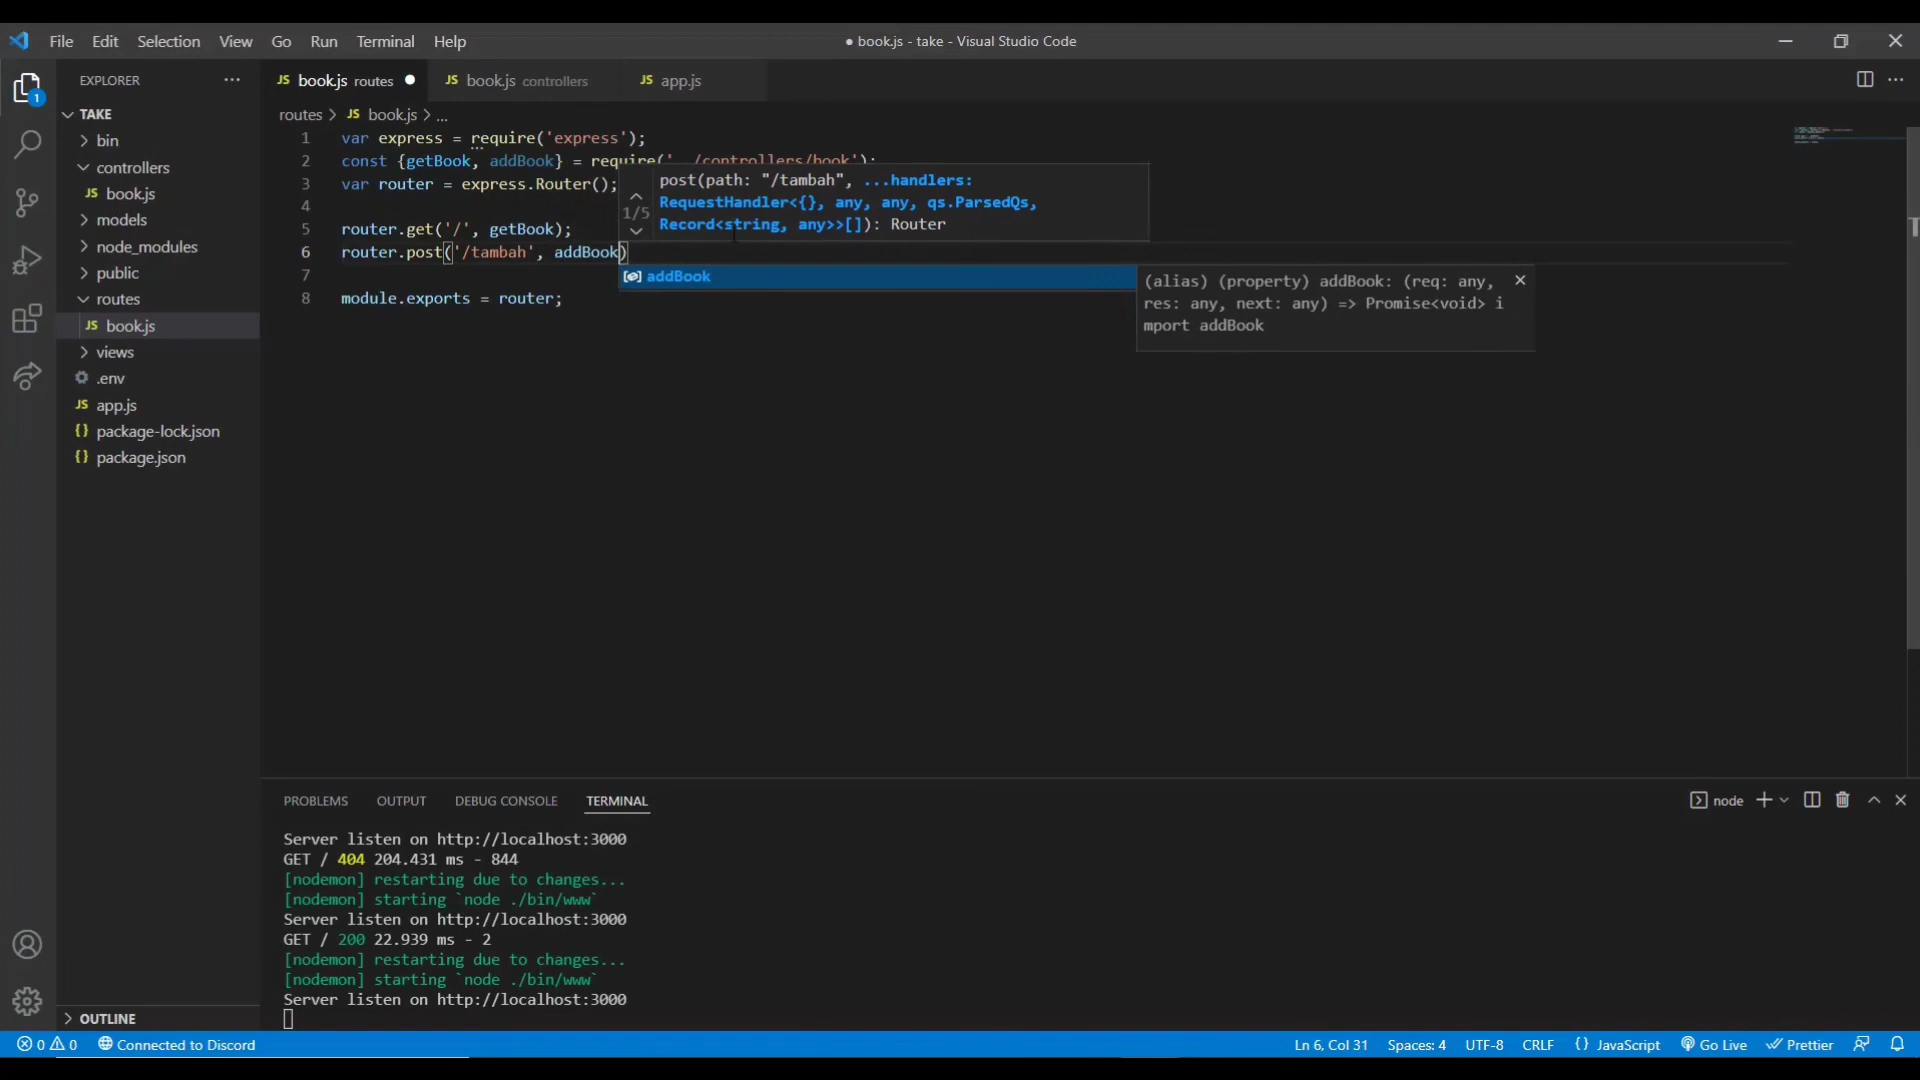 File Edit Selection View Go Run Terminal Help
● book.js - take - Visual Studio Code
EXPLORER ···
JS book.js routes ●
JS book.js controllers
JS app.js
···
1
TAKE
bin
controllers
JS book.js
models
node_modules
public
routes
JS book.js
views
.env
JS app.js
{} package-lock.json
{} package.json
OUTLINE
routes > JS book.js > ...
1 var express = require('express');
2 const {getBook, addBook} = require('../controllers/book');
3 var router = express.Router();
4
5 router.get('/', getBook);
6 router.post('/tambah', addBook)
7
8 module.exports = router;
1/5
post(path: "/tambah", ...handlers:
RequestHandler<{}, any, any, qs.ParsedQs,
Record<string, any>>[]): Router
addBook
(alias) (property) addBook: (req: any,
res: any, next: any) => Promise<void> i
mport addBook
PROBLEMS OUTPUT DEBUG CONSOLE TERMINAL
node
Server listen on http://localhost:3000
GET / 404 204.431 ms - 844
[nodemon] restarting due to changes...
[nodemon] starting `node ./bin/www`
Server listen on http://localhost:3000
GET / 200 22.939 ms - 2
[nodemon] restarting due to changes...
[nodemon] starting `node ./bin/www`
Server listen on http://localhost:3000
0 0 Connected to Discord
Ln 6, Col 31 Spaces: 4 UTF-8 CRLF {} JavaScript Go Live Prettier